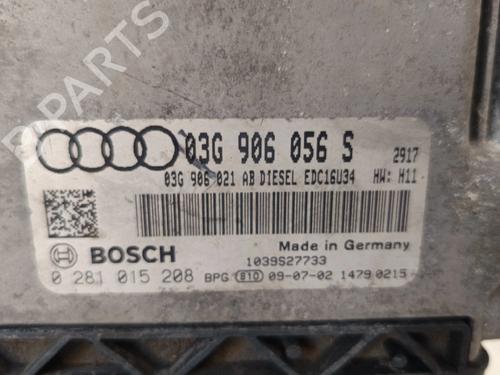 03G 906 056 S 2917
03G 906 021 AB DIESEL EDC16U34 HW: H11
BOSCH Made in Germany
1039S27733
0 281 015 208 BPG 810 09-07-02 1479 0215